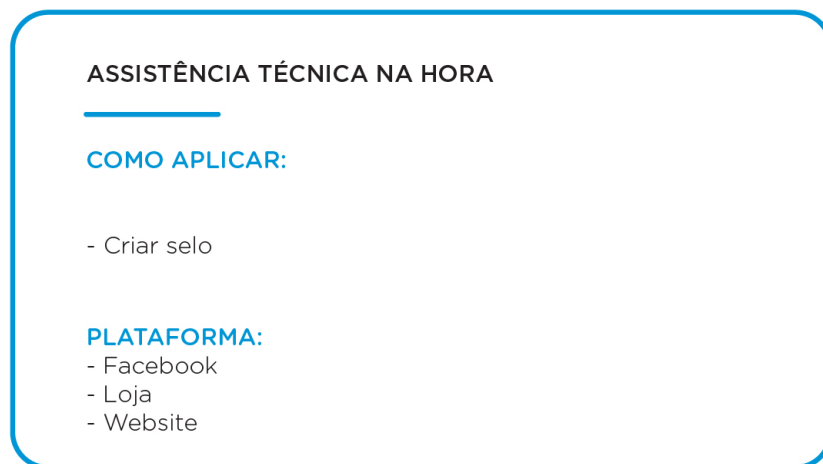 ASSISTÊNCIA TÉCNICA NA HORA
COMO APLICAR:
- Criar selo
PLATAFORMA:
- Facebook
- Loja
- Website